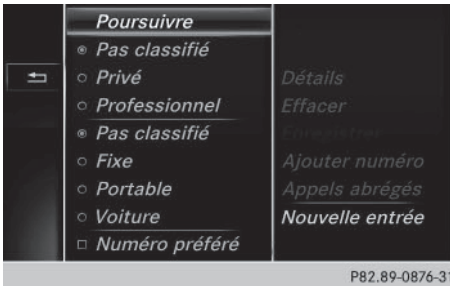 Poursuivre
Pas classifié
Privé
Professionnel
Pas classifié
Fixe
Portable
Voiture
Numéro préféré
Détails
Effacer
Enregistrer
Ajouter numéro
Appels abrégés
Nouvelle entrée
P82.89-0876-31